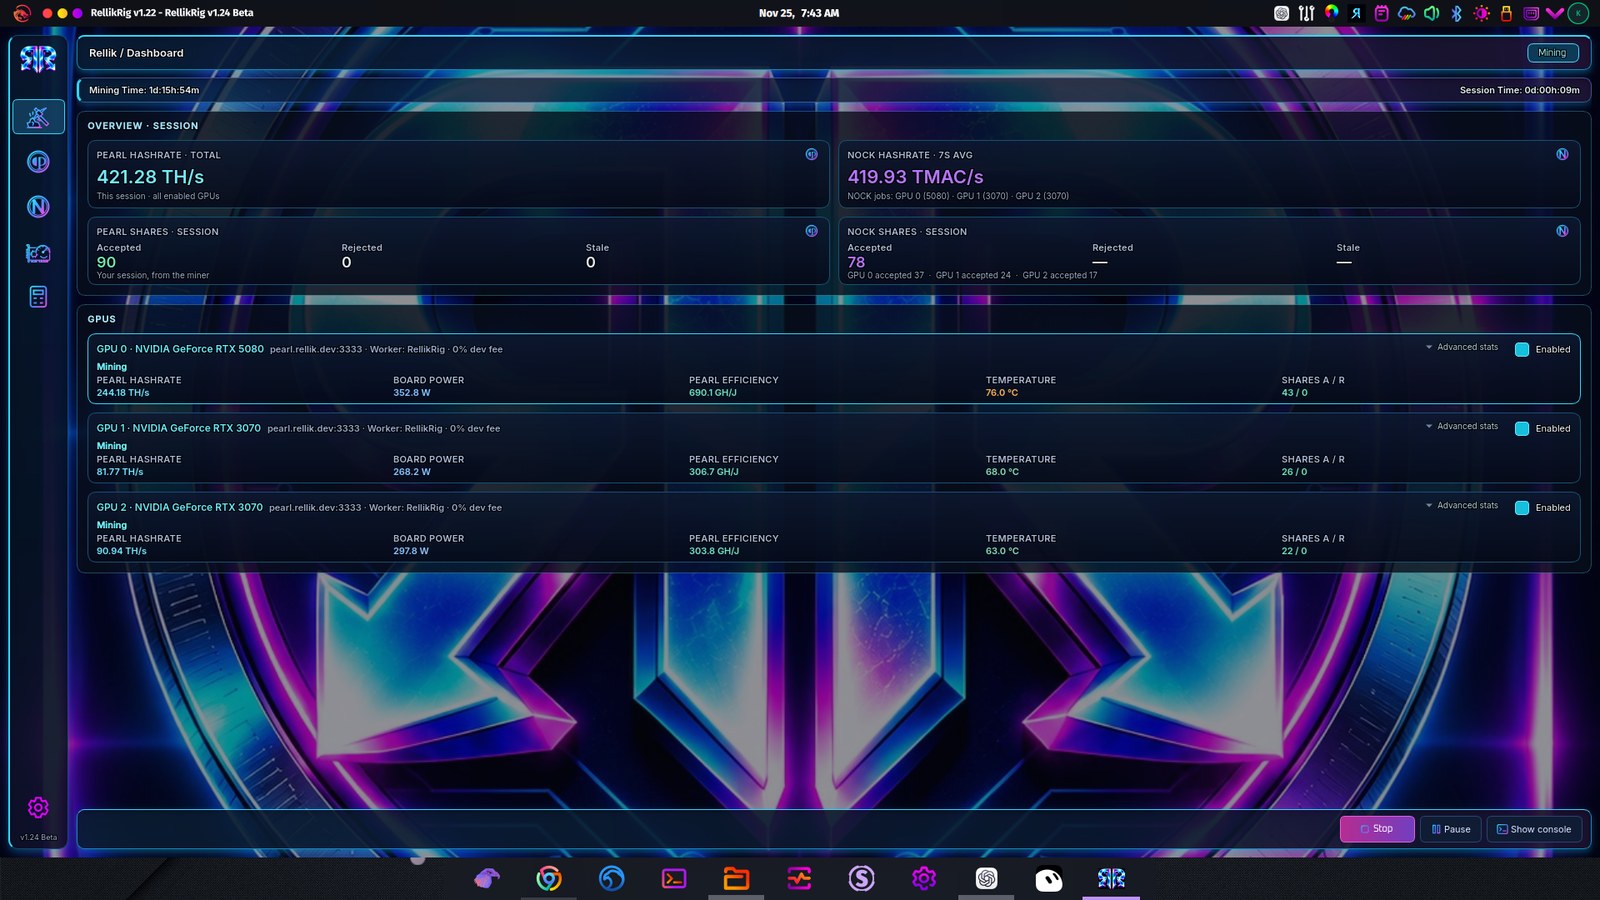 RellikRig v1.22 - RellikRig v1.24 Beta
Nov 25, 7:43 AM
K
Rellik / Dashboard
Mining
Mining Time: 1d:15h:54m
Session Time: 0d:00h:09m
OVERVIEW · SESSION
PEARL HASHRATE · TOTAL
421.28 TH/s
This session · all enabled GPUs
NOCK HASHRATE · 7S AVG
419.93 TMAC/s
NOCK jobs: GPU 0 (5080) · GPU 1 (3070) · GPU 2 (3070)
PEARL SHARES · SESSION
Accepted Rejected Stale
90 0 0
Your session, from the miner
NOCK SHARES · SESSION
Accepted Rejected Stale
78 — —
GPU 0 accepted 37 · GPU 1 accepted 24 · GPU 2 accepted 17
GPUS
GPU 0 · NVIDIA GeForce RTX 5080 pearl.rellik.dev:3333 · Worker: RellikRig · 0% dev fee
Advanced stats Enabled
Mining
PEARL HASHRATE BOARD POWER PEARL EFFICIENCY TEMPERATURE SHARES A / R
244.18 TH/s 352.8 W 690.1 GH/J 76.0 °C 43 / 0
GPU 1 · NVIDIA GeForce RTX 3070 pearl.rellik.dev:3333 · Worker: RellikRig · 0% dev fee
Advanced stats Enabled
Mining
PEARL HASHRATE BOARD POWER PEARL EFFICIENCY TEMPERATURE SHARES A / R
81.77 TH/s 268.2 W 306.7 GH/J 68.0 °C 26 / 0
GPU 2 · NVIDIA GeForce RTX 3070 pearl.rellik.dev:3333 · Worker: RellikRig · 0% dev fee
Advanced stats Enabled
Mining
PEARL HASHRATE BOARD POWER PEARL EFFICIENCY TEMPERATURE SHARES A / R
90.94 TH/s 297.8 W 303.8 GH/J 63.0 °C 22 / 0
v1.24 Beta
Stop Pause Show console